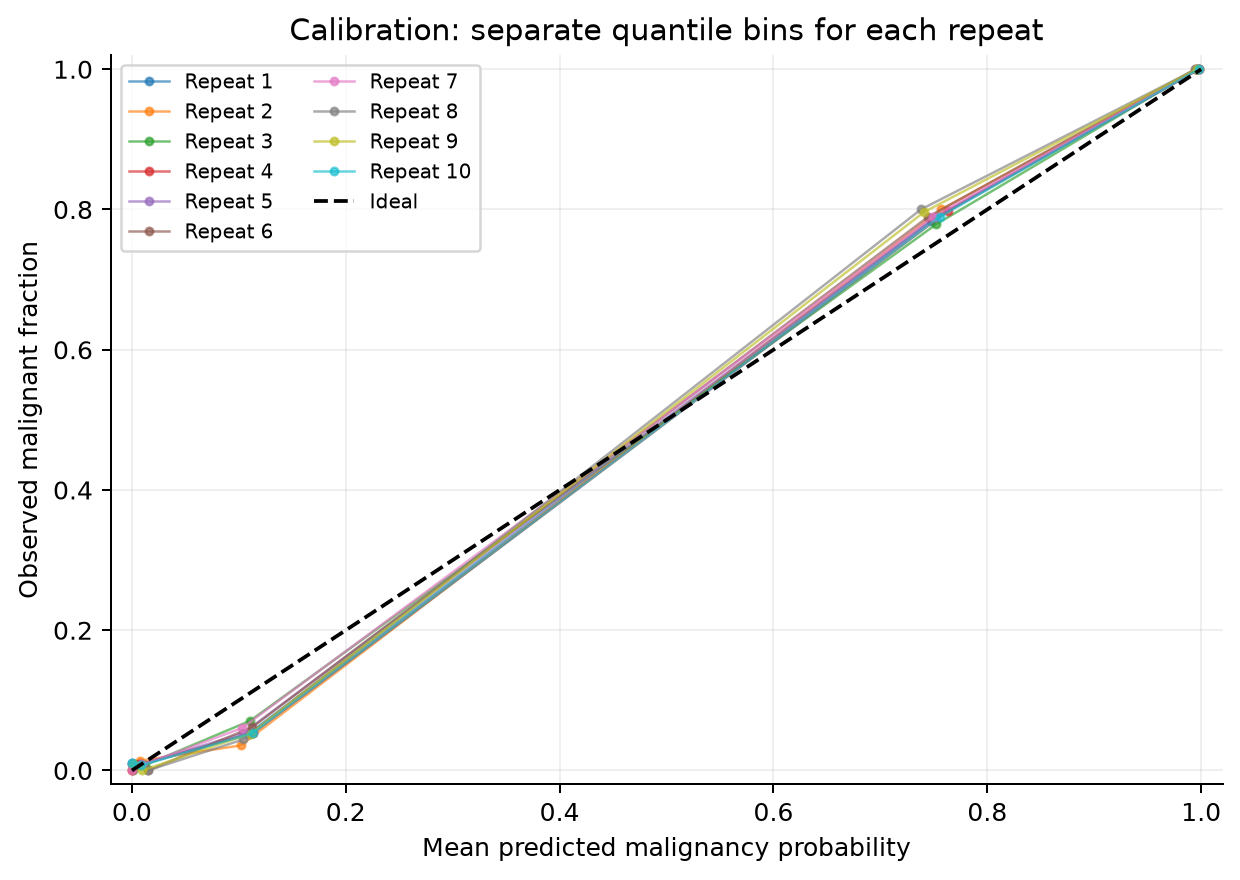 Calibration: separate quantile bins for each repeat
Observed malignant fraction
1.0
0.8
0.6
0.4
0.2
0.0
Repeat 1
Repeat 2
Repeat 3
Repeat 4
Repeat 5
Repeat 6
Repeat 7
Repeat 8
Repeat 9
Repeat 10
Ideal
0.0 0.2 0.4 0.6 0.8 1.0
Mean predicted malignancy probability